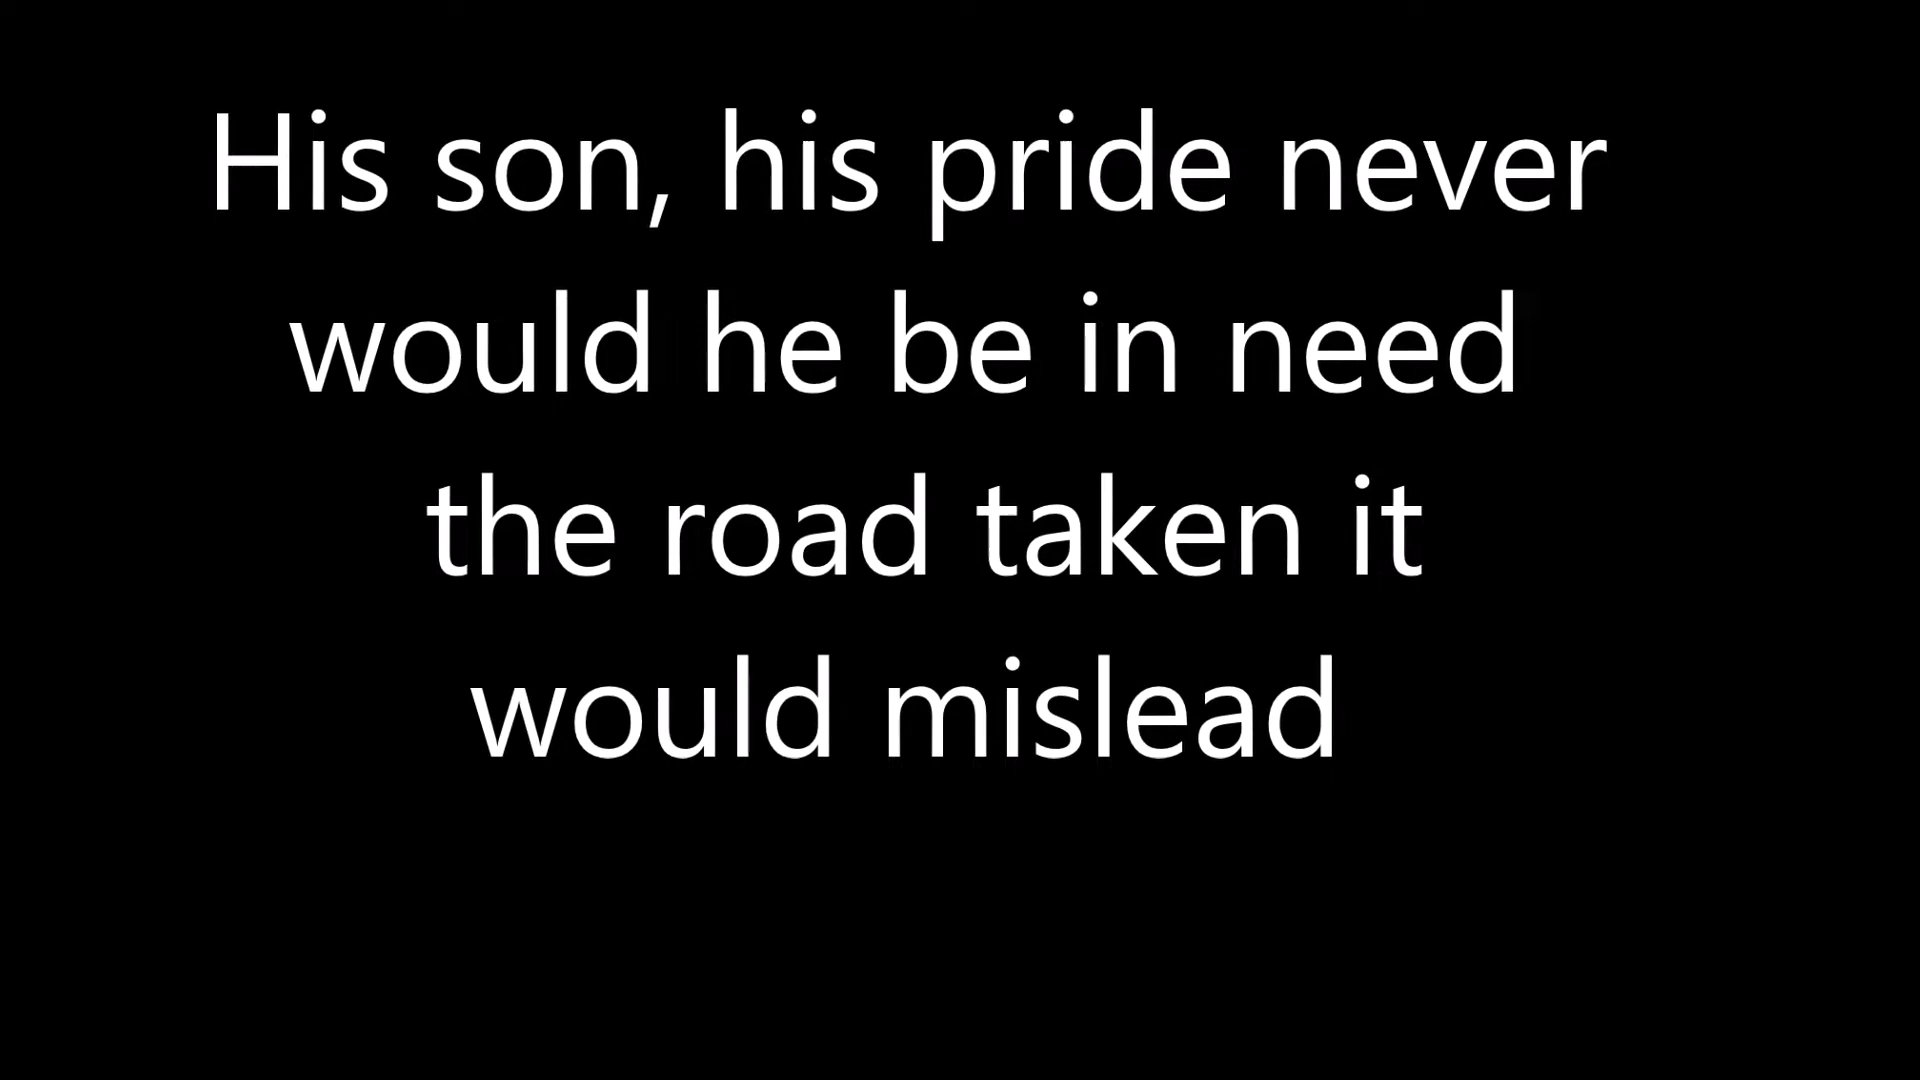 His son, his pride never
would he be in need
the road taken it
would mislead